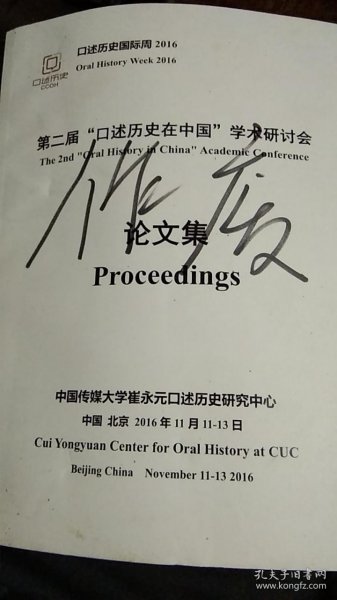 口述历史
CCOH
口述历史国际周 2016
Oral History Week 2016
第二届“口述历史在中国”学术研讨会
The 2nd "Oral History in China" Academic Conference
作废
论文集
Proceedings
中国传媒大学崔永元口述历史研究中心
中国 北京 2016 年 11 月 11-13 日
Cui Yongyuan Center for Oral History at CUC
Beijing China November 11-13 2016
孔夫子旧书网
www.kongfz.com